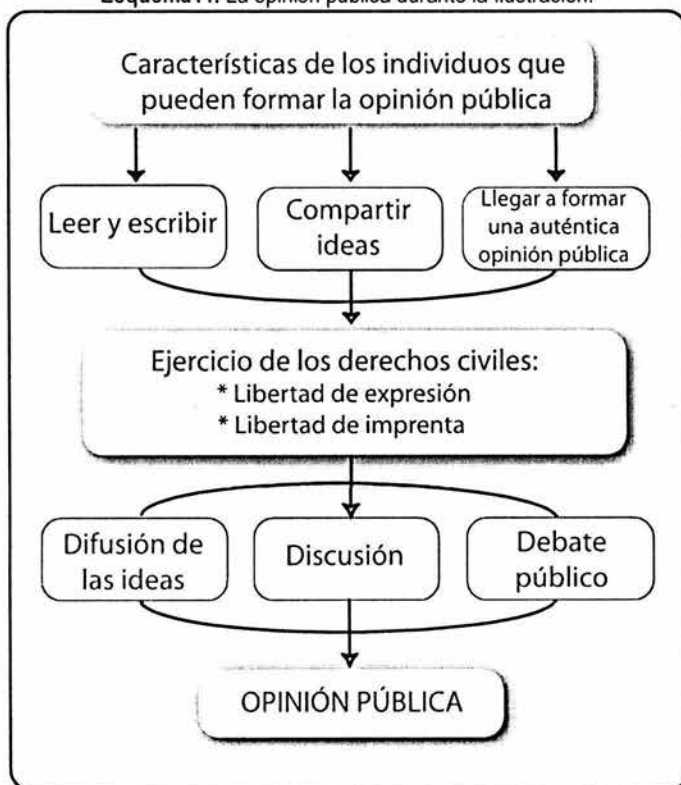 La opinión pública durante la Ilustración.
Características de los individuos que
pueden formar la opinión pública
Leer y escribir
Compartir
ideas
Llegar a formar
una auténtica
opinión pública
Ejercicio de los derechos civiles:
* Libertad de expresión
* Libertad de imprenta
Difusión de
las ideas
Discusión
Debate
público
OPINIÓN PÚBLICA